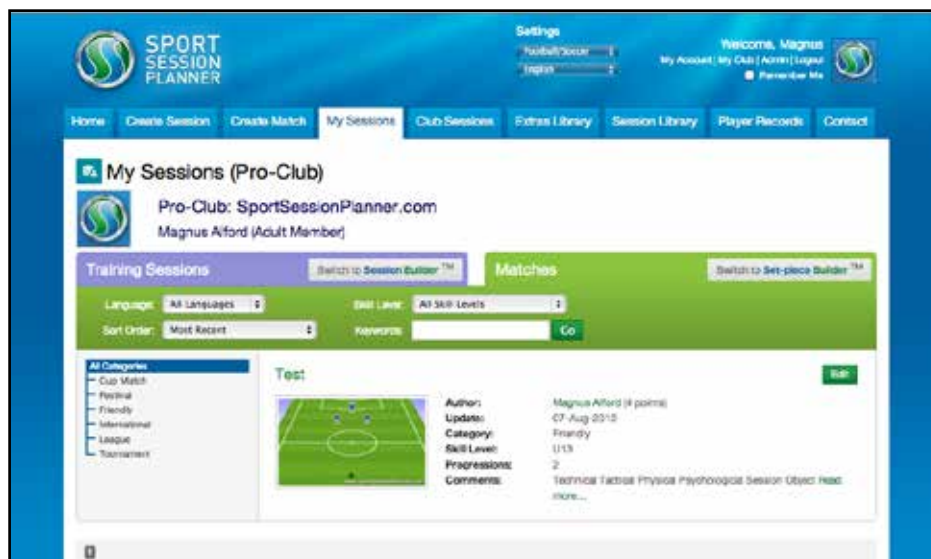 SPORT
SESSION
PLANNER
Settings
Football/Soccer
English
Welcome, Magnus
My Account | My Club | Admin | Logout
Remember Me
Home Create Session Create Match My Sessions Club Sessions Extras Library Session Library Player Records Contact
My Sessions (Pro-Club)
Pro-Club: SportSessionPlanner.com
Magnus Alford (Adult Member)
Training Sessions Switch to Session Builder ™ Matches Switch to Set-piece Builder ™
Language: All Languages Skill Level: All Skill Levels
Sort Order: Most Recent Keywords: Go
All Categories
Cup Match
Festival
Friendly
International
League
Tournament
Test Edit
Author: Magnus Alford (4 points)
Update: 07-Aug-2013
Category: Friendly
Skill Level: U13
Progressions: 2
Comments: Technical Tactical Physical Psychological Session Object Read
more...